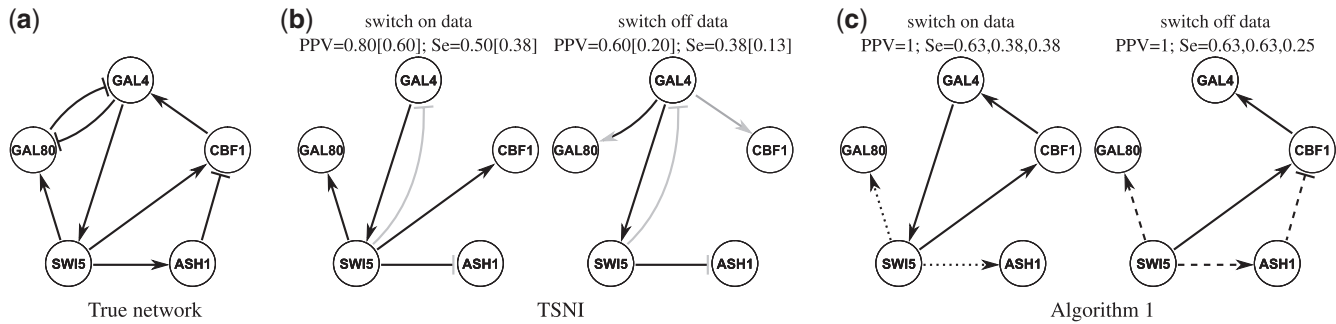 (a)
GAL4
GAL80
CBF1
SWI5
ASH1
True network
(b)
switch on data
PPV=0.80[0.60]; Se=0.50[0.38]
GAL4
GAL80
CBF1
SWI5
ASH1
switch off data
PPV=0.60[0.20]; Se=0.38[0.13]
GAL4
GAL80
CBF1
SWI5
ASH1
TSNI
(c)
switch on data
PPV=1; Se=0.63,0.38,0.38
GAL4
GAL80
CBF1
SWI5
ASH1
switch off data
PPV=1; Se=0.63,0.63,0.25
GAL4
GAL80
CBF1
SWI5
ASH1
Algorithm 1